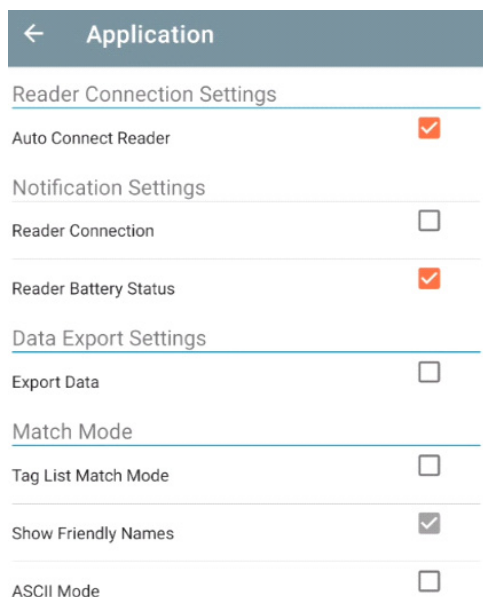 Application
Reader Connection Settings
Auto Connect Reader
Notification Settings
Reader Connection
Reader Battery Status
Data Export Settings
Export Data
Match Mode
Tag List Match Mode
Show Friendly Names
ASCII Mode